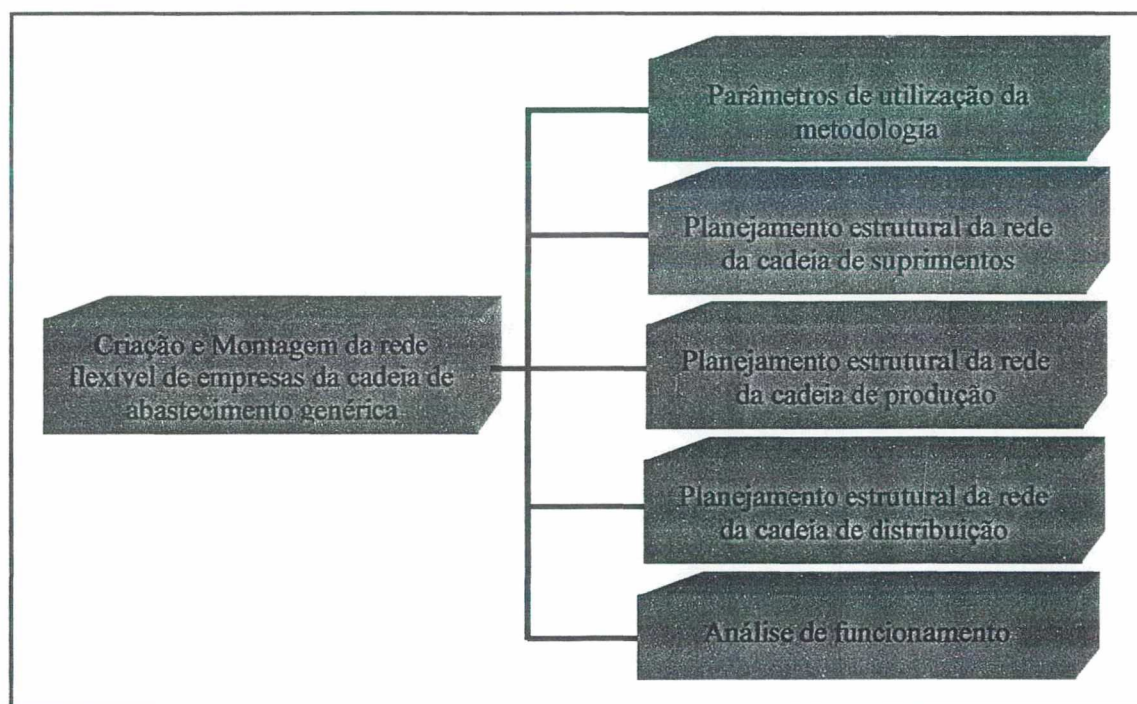 Parâmetros de utilização da
metodologia
Planejamento estrutural da rede
da cadeia de suprimentos
Criação e Montagem da rede
flexível de empresas da cadeia de
abastecimento genérica
Planejamento estrutural da rede
da cadeia de produção
Planejamento estrutural da rede
da cadeia de distribuição
Análise de funcionamento